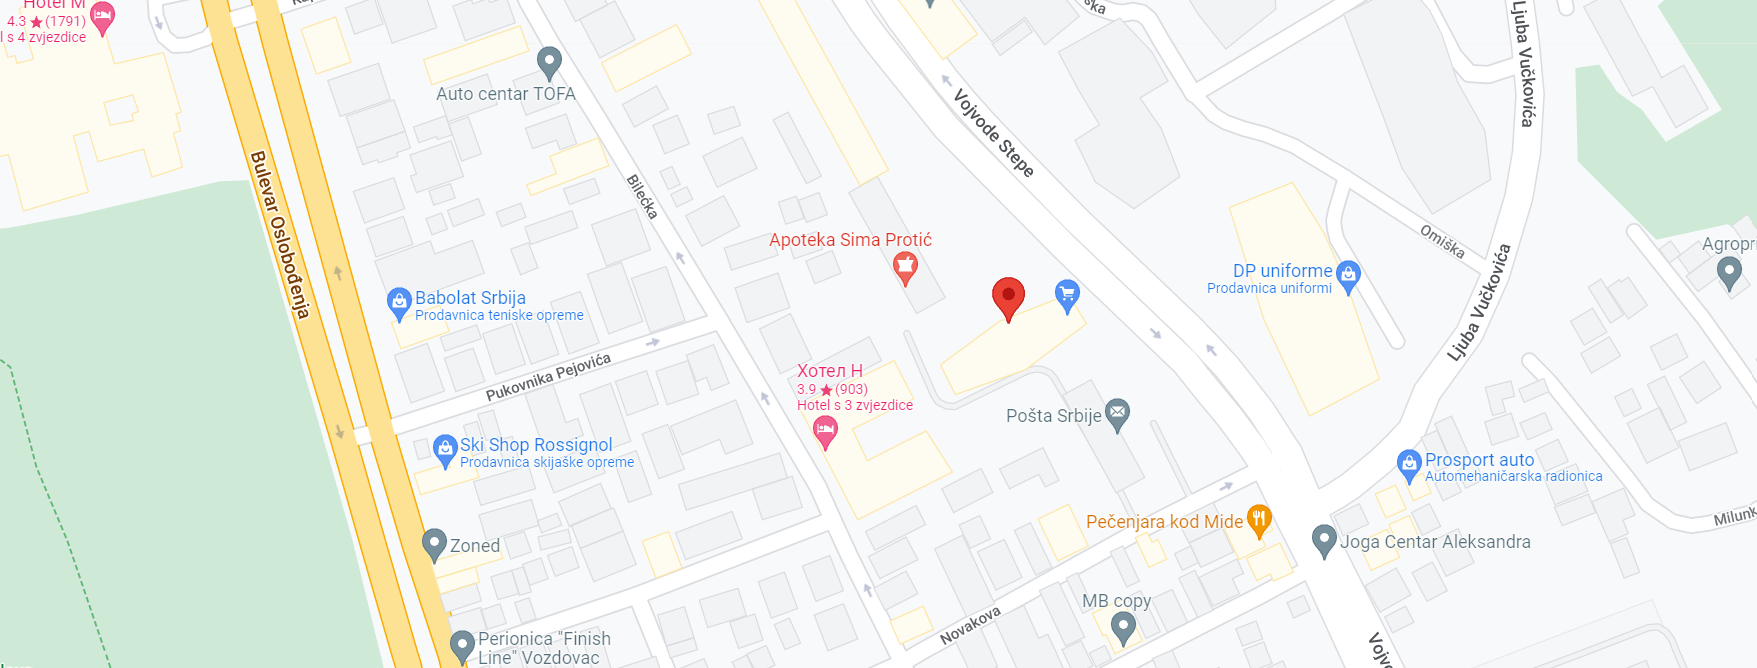 Hotel M
4.3 ★ (1791)
l s 4 zvjezdice
Auto centar TOFA
ska
Ljuba Vučkovića
Vojvode Stepe
Bulevar Oslobođenja
Bilećka
Apoteka Sima Protić
Omiška
Agropr
DP uniforme
Prodavnica uniformi
Ljuba Vučkovića
Babolat Srbija
Prodavnica teniske opreme
Pukovnika Pejovića
Хотел Н
3.9 ★ (903)
Hotel s 3 zvjezdice
Pošta Srbije
Ski Shop Rossignol
Prodavnica skijaške opreme
Prosport auto
Automehaničarska radionica
Pečenjara kod Mide
Milunk
Zoned
Joga Centar Aleksandra
MB copy
Novakova
Perionica "Finish
Line" Vozdovac
Vojv